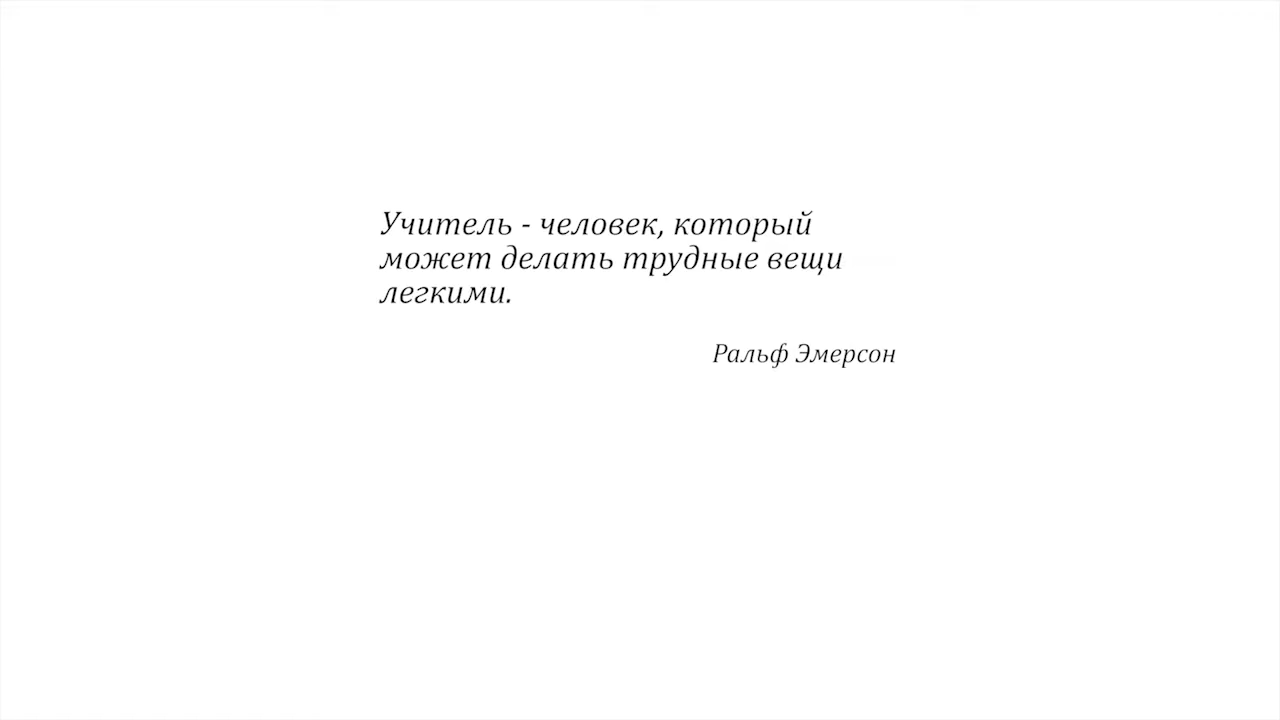 Учитель - человек, который
может делать трудные вещи
легкими.
Ральф Эмерсон